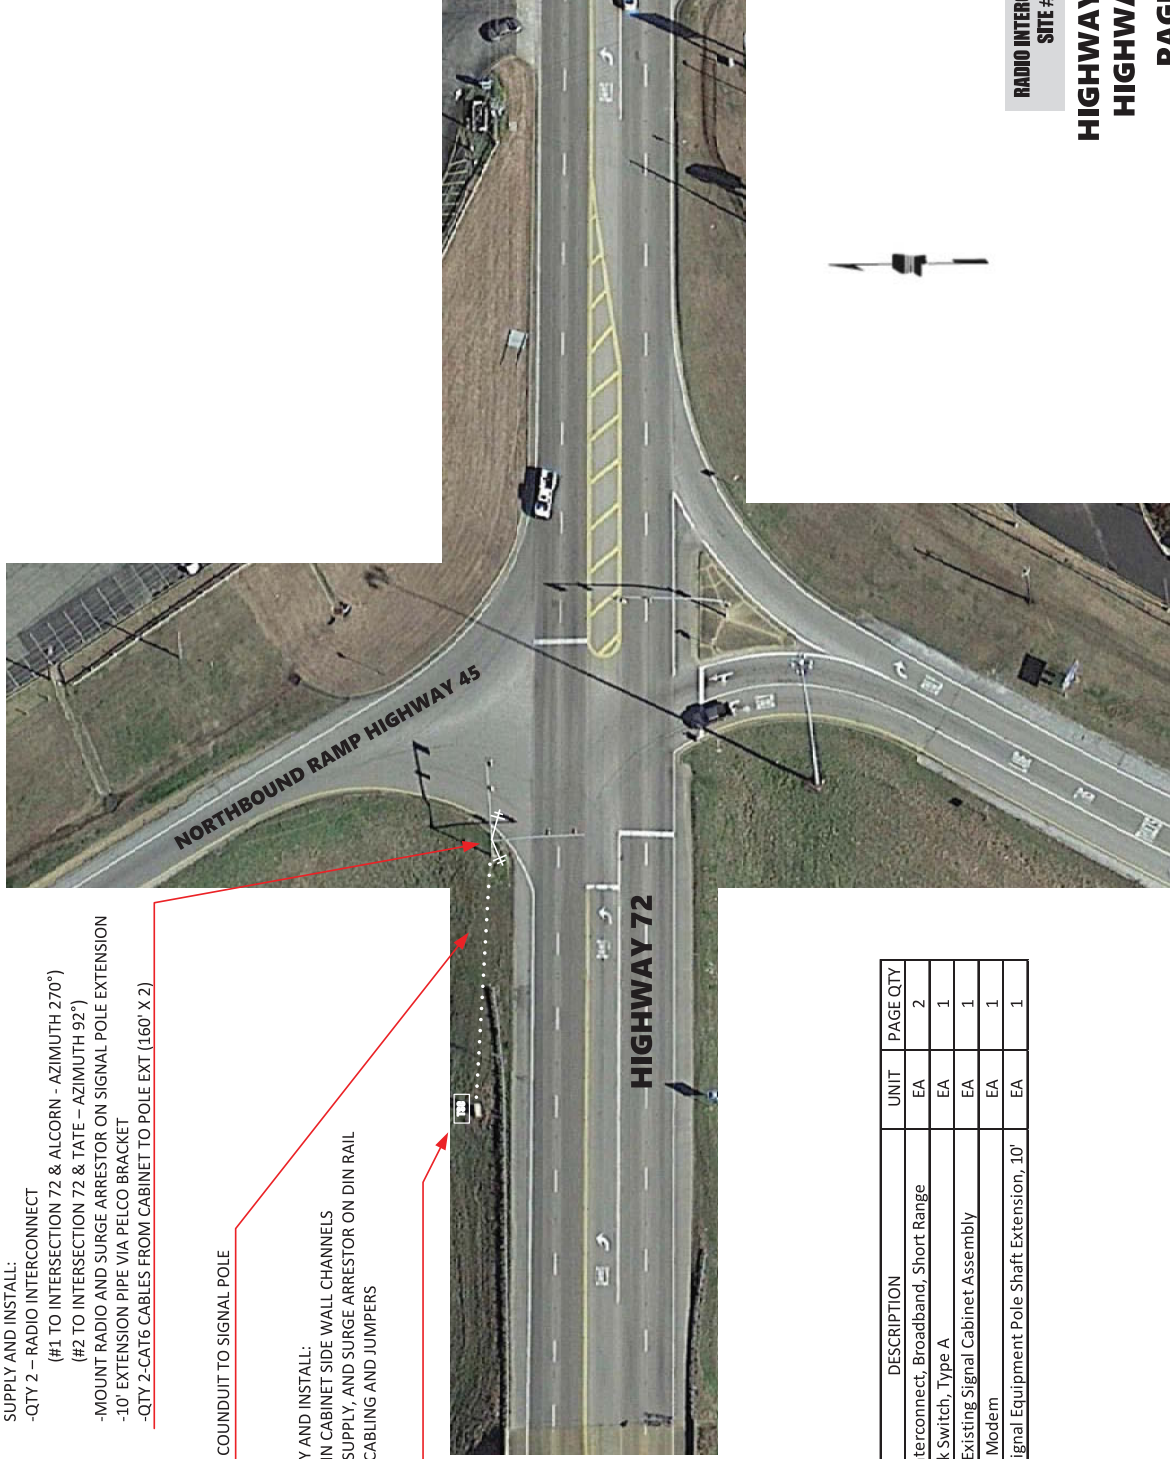 SUPPLY AND INSTALL:
-QTY 2 – RADIO INTERCONNECT
(#1 TO INTERSECTION 72 & ALCORN - AZIMUTH 270°)
(#2 TO INTERSECTION 72 & TATE – AZIMUTH 92°)
-MOUNT RADIO AND SURGE ARRESTOR ON SIGNAL POLE EXTENSION
-10' EXTENSION PIPE VIA PELCO BRACKET
-QTY 2-CAT6 CABLES FROM CABINET TO POLE EXT (160' X 2)
COUNDUIT TO SIGNAL POLE
Y AND INSTALL:
IN CABINET SIDE WALL CHANNELS
SUPPLY, AND SURGE ARRESTOR ON DIN RAIL
CABLING AND JUMPERS
NORTHBOUND RAMP HIGHWAY 45
HIGHWAY 72
DESCRIPTION UNIT PAGE QTY
terconnect, Broadband, Short Range EA 2
k Switch, Type A EA 1
Existing Signal Cabinet Assembly EA 1
Modem EA 1
ignal Equipment Pole Shaft Extension, 10' EA 1
RADIO INTERC
SITE #
HIGHWAY
HIGHWA
PAG